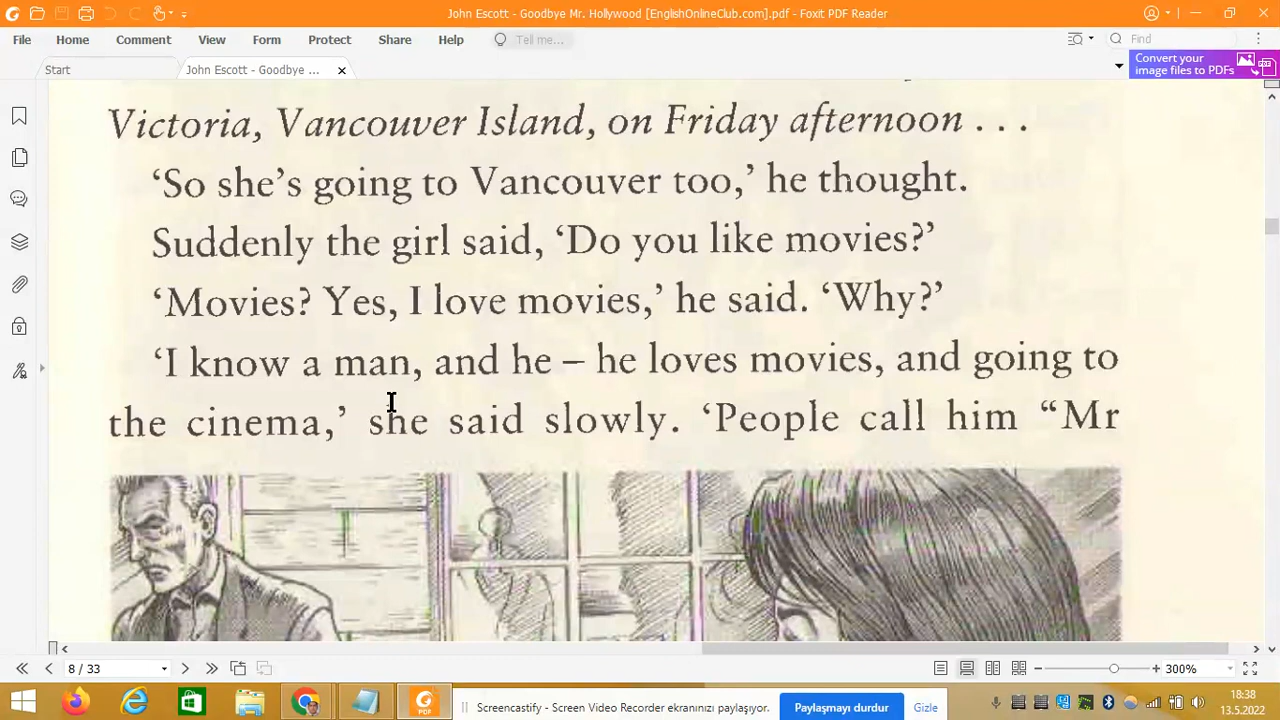 John Escott - Goodbye Mr. Hollywood [EnglishOnlineClub.com].pdf - Foxit PDF Reader
File Home Comment View Form Protect Share Help Tell me... Find
Start John Escott - Goodbye ... Convert your
image files to PDFs
Victoria, Vancouver Island, on Friday afternoon . . .
‘So she’s going to Vancouver too,’ he thought.
Suddenly the girl said, ‘Do you like movies?’
‘Movies? Yes, I love movies,’ he said. ‘Why?’
‘I know a man, and he – he loves movies, and going to
the cinema,’ she said slowly. ‘People call him “Mr
8 / 33 300%
Screencastify - Screen Video Recorder ekranınızı paylaşıyor. Paylaşmayı durdur Gizle
18:38
13.5.2022